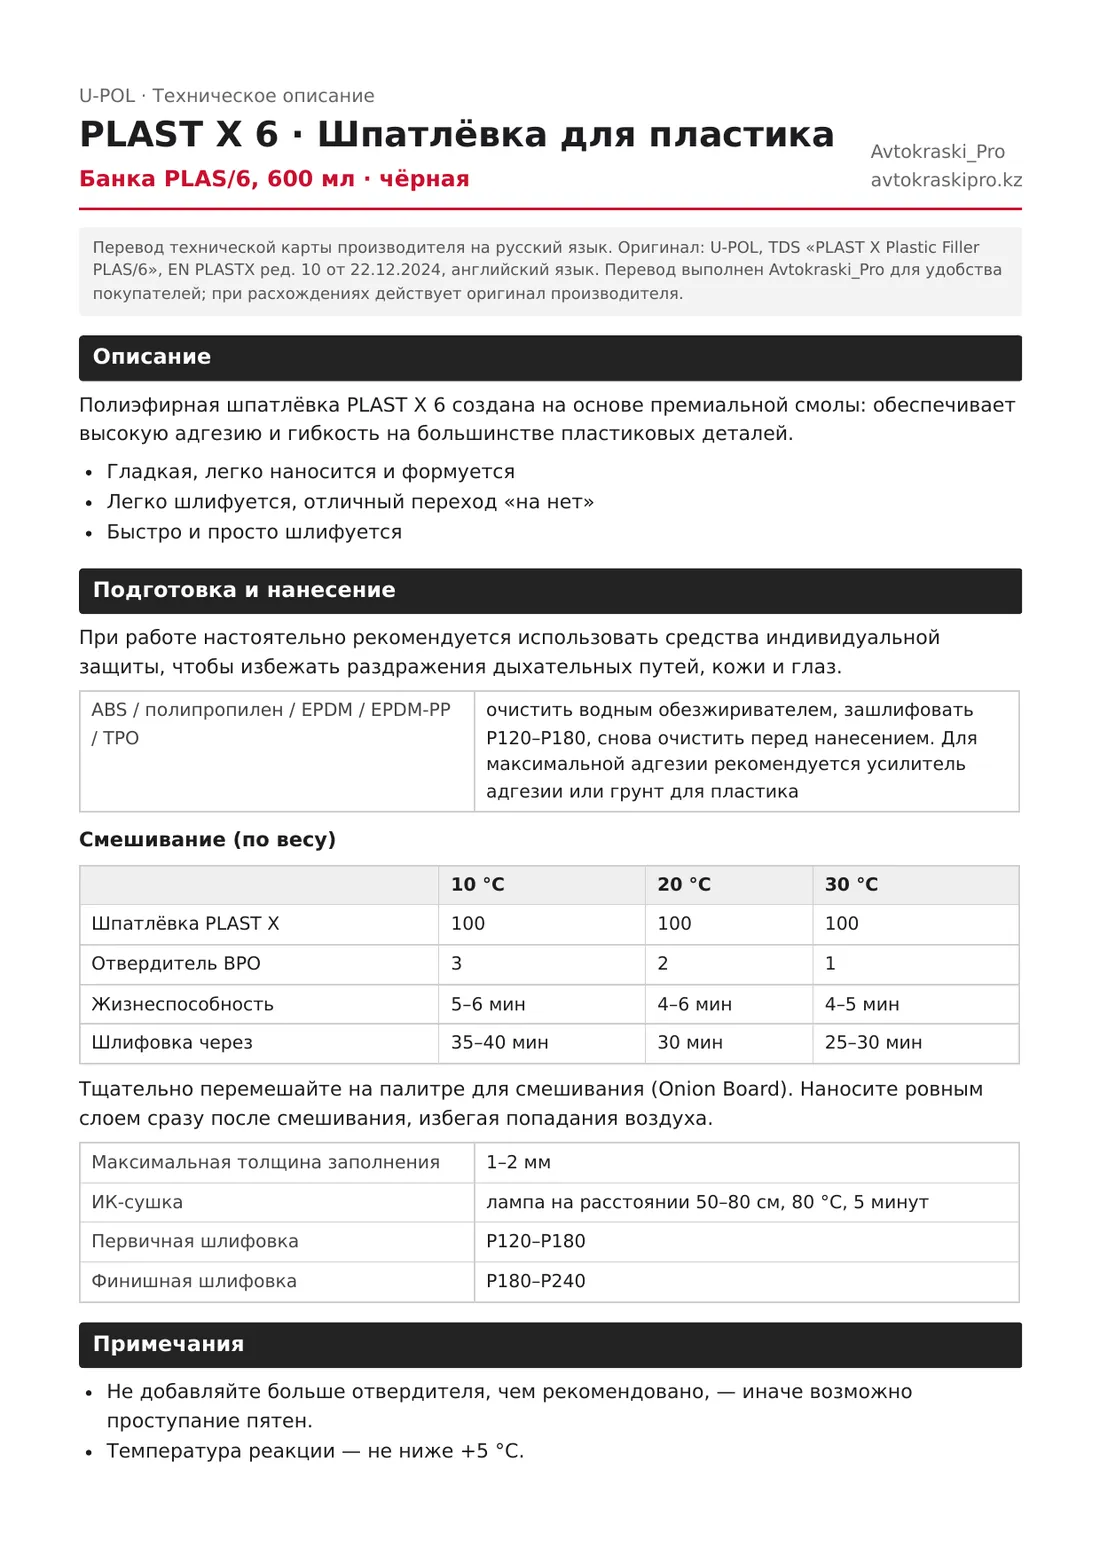 U-POL · Техническое описание
PLAST X 6 · Шпатлёвка для пластика
Банка PLAS/6, 600 мл · чёрная
Avtokraski_Pro
avtokraskipro.kz
Перевод технической карты производителя на русский язык. Оригинал: U-POL, TDS «PLAST X Plastic Filler
PLAS/6», EN PLASTX ред. 10 от 22.12.2024, английский язык. Перевод выполнен Avtokraski_Pro для удобства
покупателей; при расхождениях действует оригинал производителя.
Описание
Полиэфирная шпатлёвка PLAST X 6 создана на основе премиальной смолы: обеспечивает
высокую адгезию и гибкость на большинстве пластиковых деталей.
• Гладкая, легко наносится и формуется
• Легко шлифуется, отличный переход «на нет»
• Быстро и просто шлифуется
Подготовка и нанесение
При работе настоятельно рекомендуется использовать средства индивидуальной
защиты, чтобы избежать раздражения дыхательных путей, кожи и глаз.
ABS / полипропилен / EPDM / EPDM-PP
/ TPO
очистить водным обезжиривателем, зашлифовать
P120–P180, снова очистить перед нанесением. Для
максимальной адгезии рекомендуется усилитель
адгезии или грунт для пластика
Смешивание (по весу)
10 °C 20 °C 30 °C
Шпатлёвка PLAST X 100 100 100
Отвердитель BPO 3 2 1
Жизнеспособность 5–6 мин 4–6 мин 4–5 мин
Шлифовка через 35–40 мин 30 мин 25–30 мин
Тщательно перемешайте на палитре для смешивания (Onion Board). Наносите ровным
слоем сразу после смешивания, избегая попадания воздуха.
Максимальная толщина заполнения 1–2 мм
ИК-сушка лампа на расстоянии 50–80 см, 80 °C, 5 минут
Первичная шлифовка P120–P180
Финишная шлифовка P180–P240
Примечания
• Не добавляйте больше отвердителя, чем рекомендовано, — иначе возможно
проступание пятен.
• Температура реакции — не ниже +5 °C.